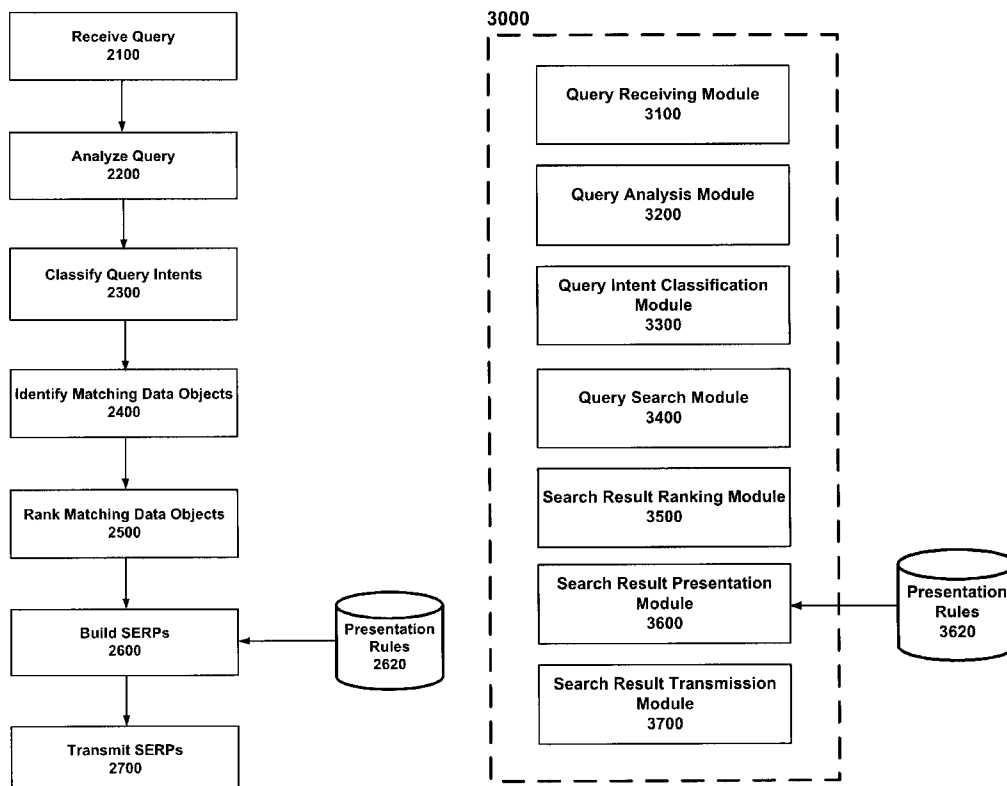 Receive Query
2100
Analyze Query
2200
Classify Query Intents
2300
Identify Matching Data Objects
2400
Rank Matching Data Objects
2500
Build SERPs
2600
Presentation
Rules
2620
Transmit SERPs
2700
3000
Query Receiving Module
3100
Query Analysis Module
3200
Query Intent Classification
Module
3300
Query Search Module
3400
Search Result Ranking Module
3500
Search Result Presentation
Module
3600
Presentation
Rules
3620
Search Result Transmission
Module
3700